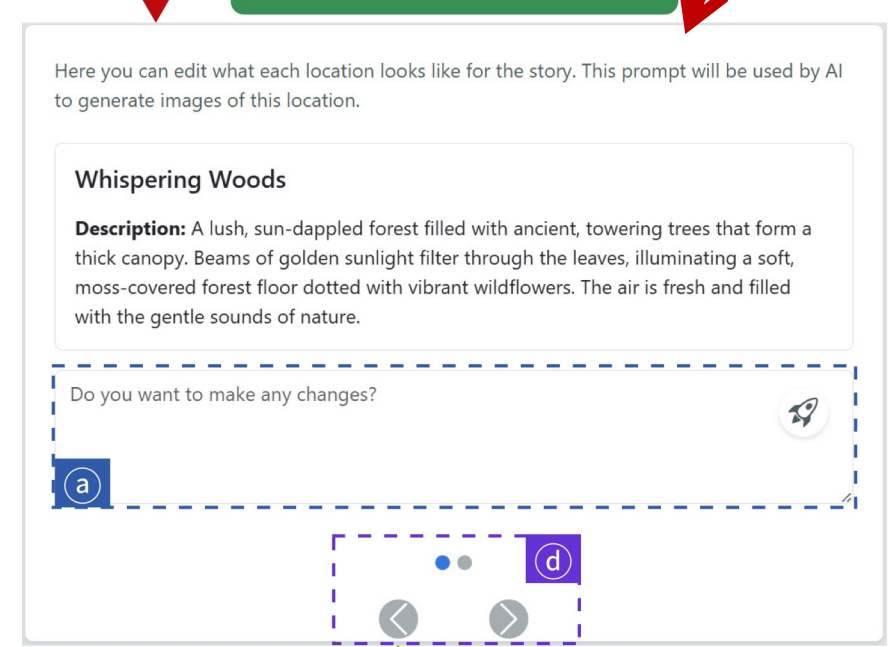 Here you can edit what each location looks like for the story. This prompt will be used by AI
to generate images of this location.
Whispering Woods
Description: A lush, sun-dappled forest filled with ancient, towering trees that form a
thick canopy. Beams of golden sunlight filter through the leaves, illuminating a soft,
moss-covered forest floor dotted with vibrant wildflowers. The air is fresh and filled
with the gentle sounds of nature.
Do you want to make any changes?
ⓐ
ⓓ